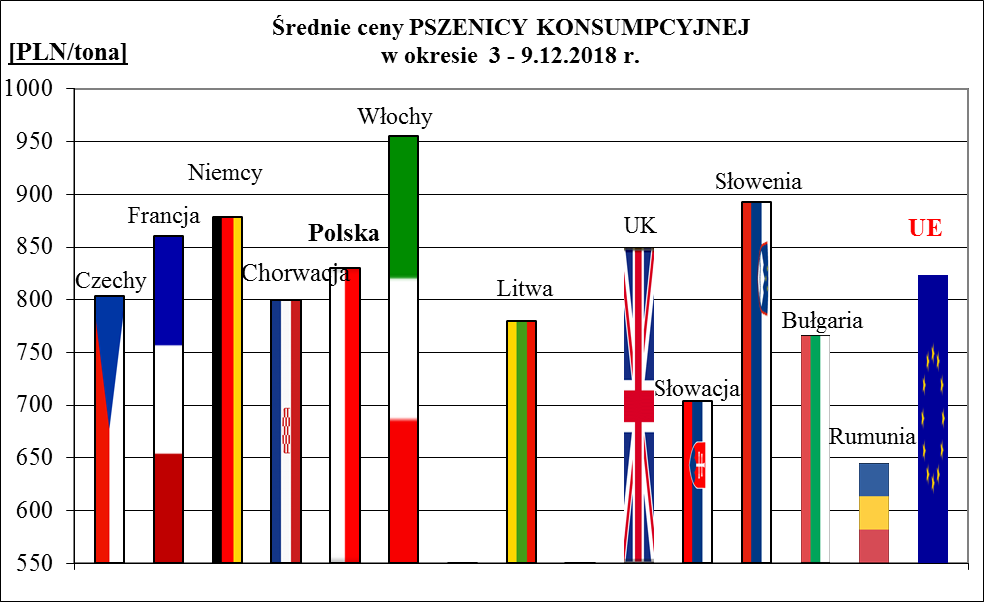 Średnie ceny PSZENICY KONSUMPCYJNEJ
w okresie 3 - 9.12.2018 r.
[PLN/tona]
1000
950
900
850
800
750
700
650
600
550
Czechy
Francja
Niemcy
Chorwacja
Polska
Włochy
Litwa
UK
Słowacja
Słowenia
Bułgaria
Rumunia
UE